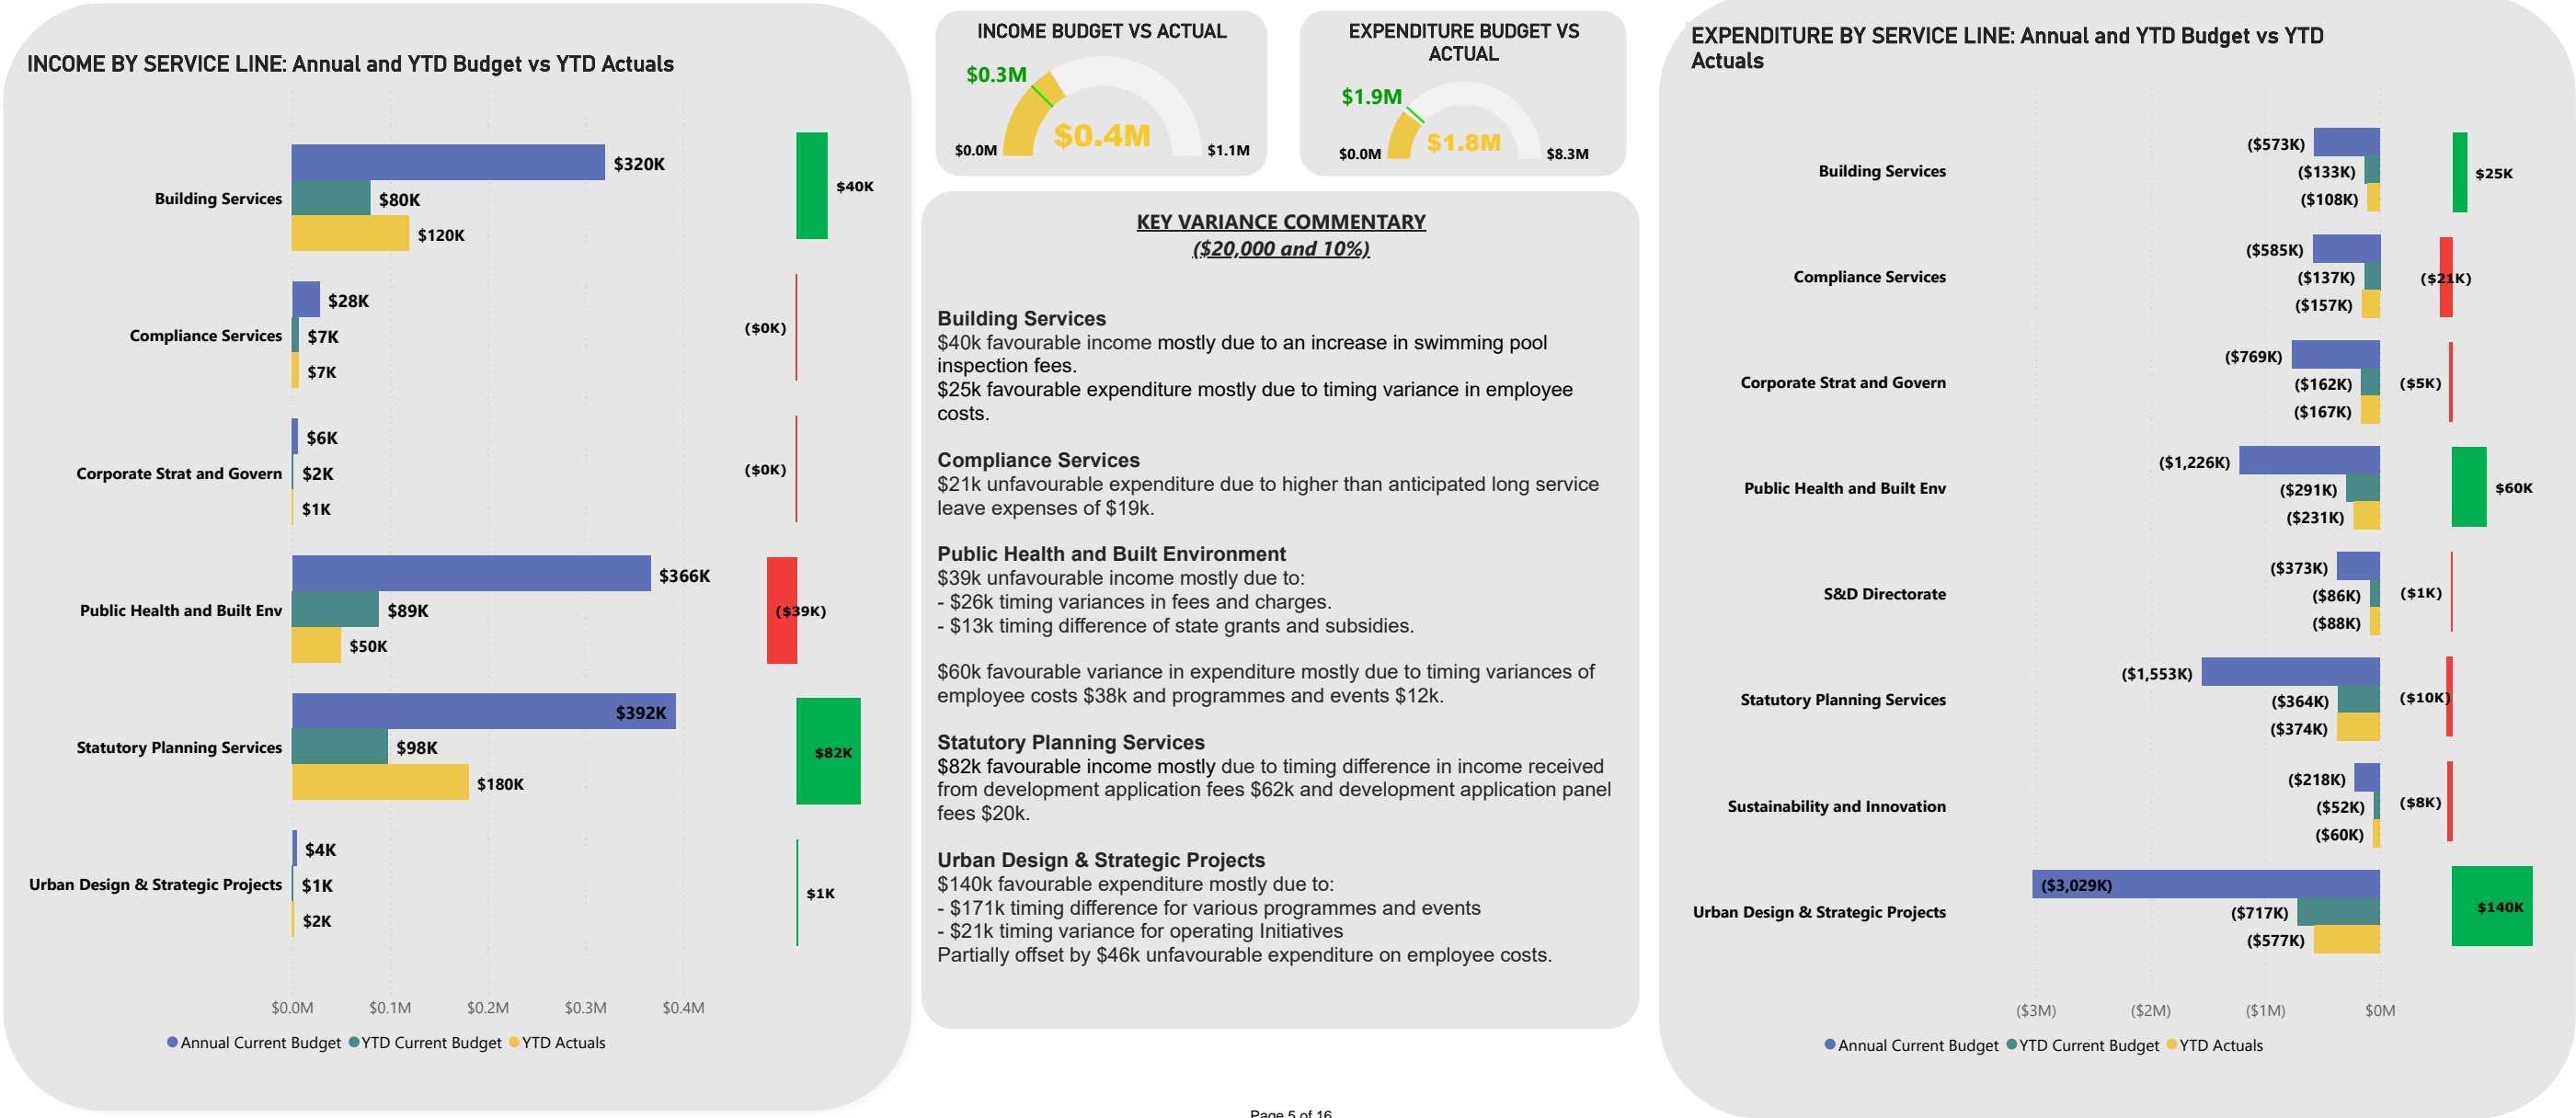 INCOME BY SERVICE LINE: Annual and YTD Budget vs YTD Actuals
Building Services
$320K
$80K
$120K
$40K
Compliance Services
$28K
$7K
$7K
($0K)
Corporate Strat and Govern
$6K
$2K
$1K
($0K)
Public Health and Built Env
$366K
$89K
$50K
($39K)
Statutory Planning Services
$392K
$98K
$180K
$82K
Urban Design & Strategic Projects
$4K
$1K
$2K
$1K
$0.0M $0.1M $0.2M $0.3M $0.4M
Annual Current Budget YTD Current Budget YTD Actuals
INCOME BUDGET VS ACTUAL
$0.3M
$0.4M
$0.0M
$1.1M
EXPENDITURE BUDGET VS
ACTUAL
$1.9M
$1.8M
$0.0M
$8.3M
KEY VARIANCE COMMENTARY
($20,000 and 10%)
Building Services
$40k favourable income mostly due to an increase in swimming pool
inspection fees.
$25k favourable expenditure mostly due to timing variance in employee
costs.
Compliance Services
$21k unfavourable expenditure due to higher than anticipated long service
leave expenses of $19k.
Public Health and Built Environment
$39k unfavourable income mostly due to:
- $26k timing variances in fees and charges.
- $13k timing difference of state grants and subsidies.
$60k favourable variance in expenditure mostly due to timing variances of
employee costs $38k and programmes and events $12k.
Statutory Planning Services
$82k favourable income mostly due to timing difference in income received
from development application fees $62k and development application panel
fees $20k.
Urban Design & Strategic Projects
$140k favourable expenditure mostly due to:
- $171k timing difference for various programmes and events
- $21k timing variance for operating Initiatives
Partially offset by $46k unfavourable expenditure on employee costs.
EXPENDITURE BY SERVICE LINE: Annual and YTD Budget vs YTD
Actuals
Building Services
($573K)
($133K)
($108K)
$25K
Compliance Services
($585K)
($137K)
($157K)
($21K)
Corporate Strat and Govern
($769K)
($162K)
($167K)
($5K)
Public Health and Built Env
($1,226K)
($291K)
($231K)
$60K
S&D Directorate
($373K)
($86K)
($88K)
($1K)
Statutory Planning Services
($1,553K)
($364K)
($374K)
($10K)
Sustainability and Innovation
($218K)
($52K)
($60K)
($8K)
Urban Design & Strategic Projects
($3,029K)
($717K)
($577K)
$140K
($3M) ($2M) ($1M) $0M
Annual Current Budget YTD Current Budget YTD Actuals
Page 5 of 16